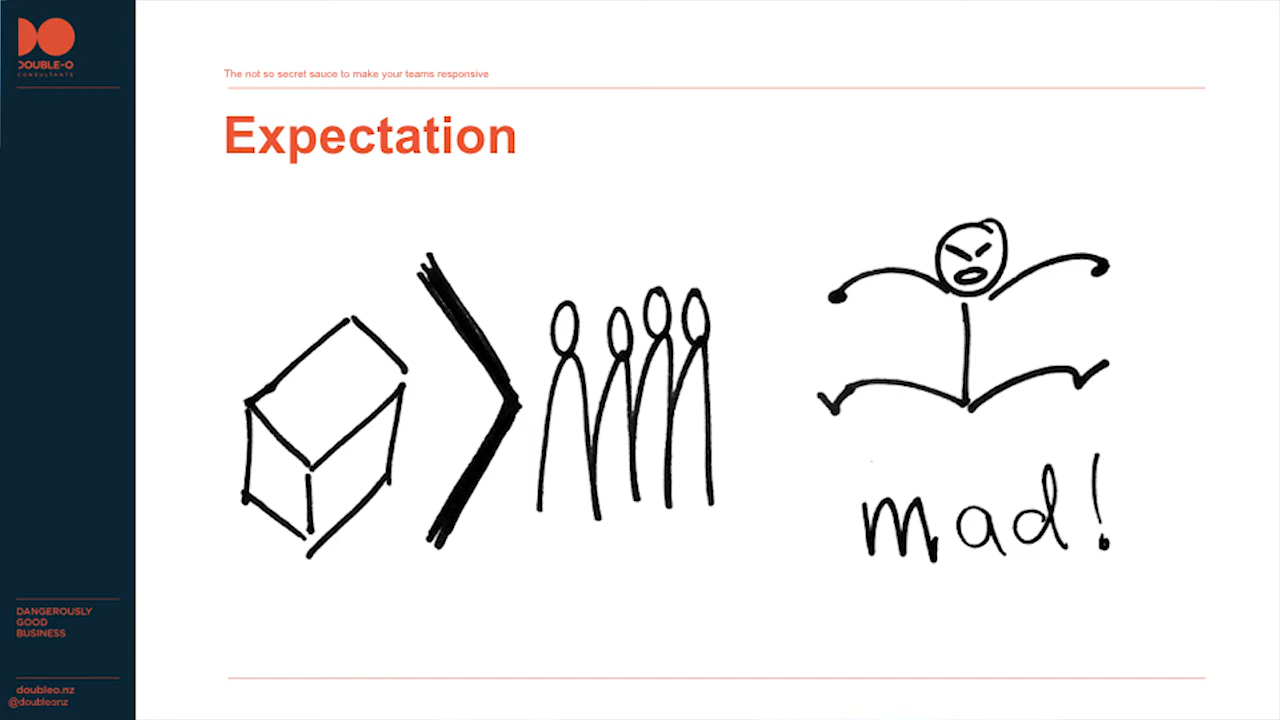 DOUBLE-O
CONSULTANTS
The not so secret sauce to make your teams responsive
Expectation
mad!
DANGEROUSLY
GOOD
BUSINESS
doubleo.nz
@doubleonz